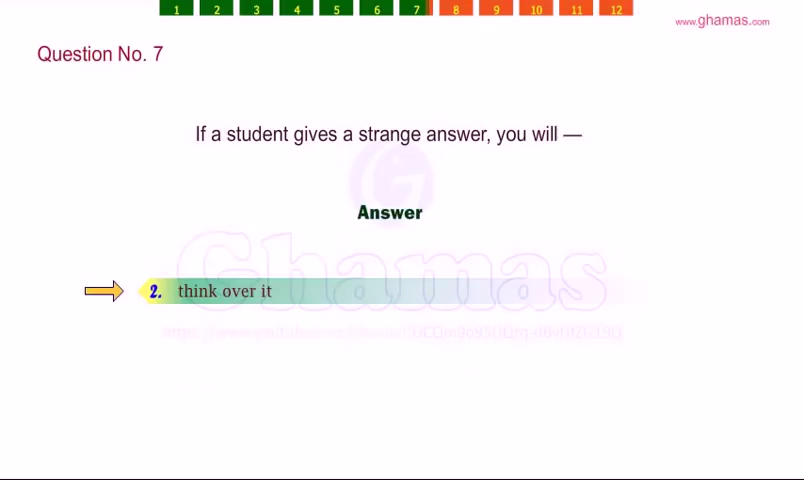 1 2 3 4 5 6 7 8 9 10 11 12
www.ghamas.com
Question No. 7
If a student gives a strange answer, you will —
Answer
Ghamas
2. think over it